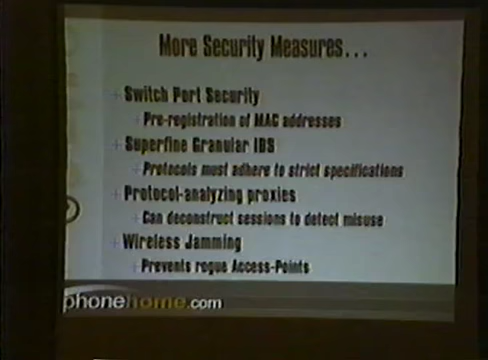 More Security Measures...
+ Switch Port Security
+ Pre-registration of MAC addresses
+ Superfine Granular IDS
+ Protocols must adhere to strict specifications
+ Protocol-analyzing proxies
+ Can deconstruct sessions to detect misuse
+ Wireless Jamming
+ Prevents rogue Access-Points
phonehome.com